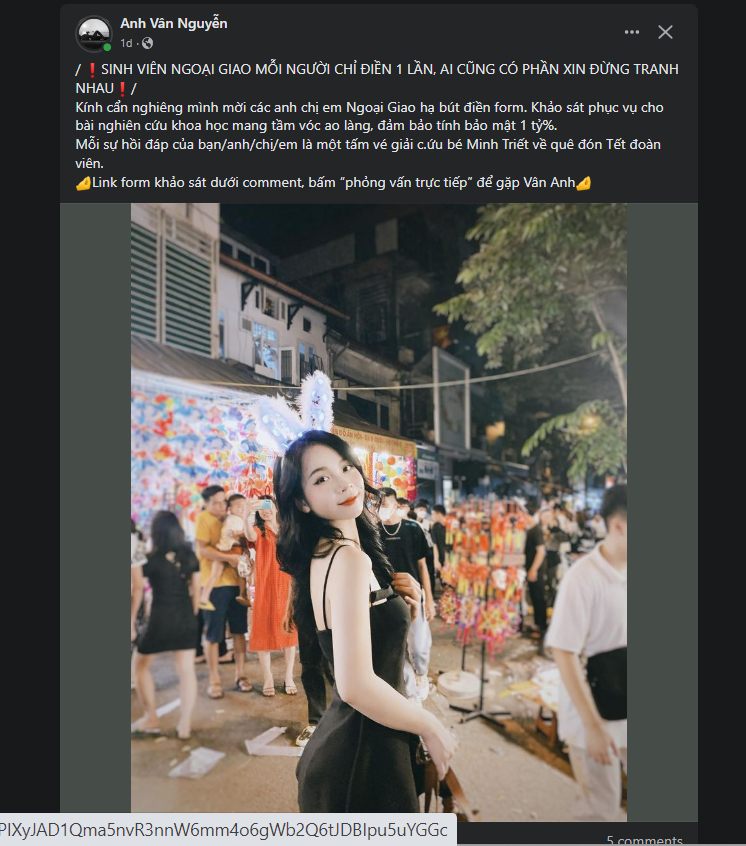 Anh Vân Nguyễn
1d ·
/ ❗SINH VIÊN NGOẠI GIAO MỖI NGƯỜI CHỈ ĐIỀN 1 LẦN, AI CŨNG CÓ PHẦN XIN ĐỪNG TRANH
NHAU❗/
Kính cẩn nghiêng mình mời các anh chị em Ngoại Giao hạ bút điền form. Khảo sát phục vụ cho
bài nghiên cứu khoa học mang tầm vóc ao làng, đảm bảo tính bảo mật 1 tỷ%.
Mỗi sự hồi đáp của bạn/anh/chị/em là một tấm vé giải c.ứu bé Minh Triết về quê đón Tết đoàn
viên.
🫴Link form khảo sát dưới comment, bấm “phỏng vấn trực tiếp” để gặp Vân Anh🫴
PIXyJAD1Qma5nvR3nnW6mm4o6gWb2Q6tJDBIpu5uYGGc
5 comments